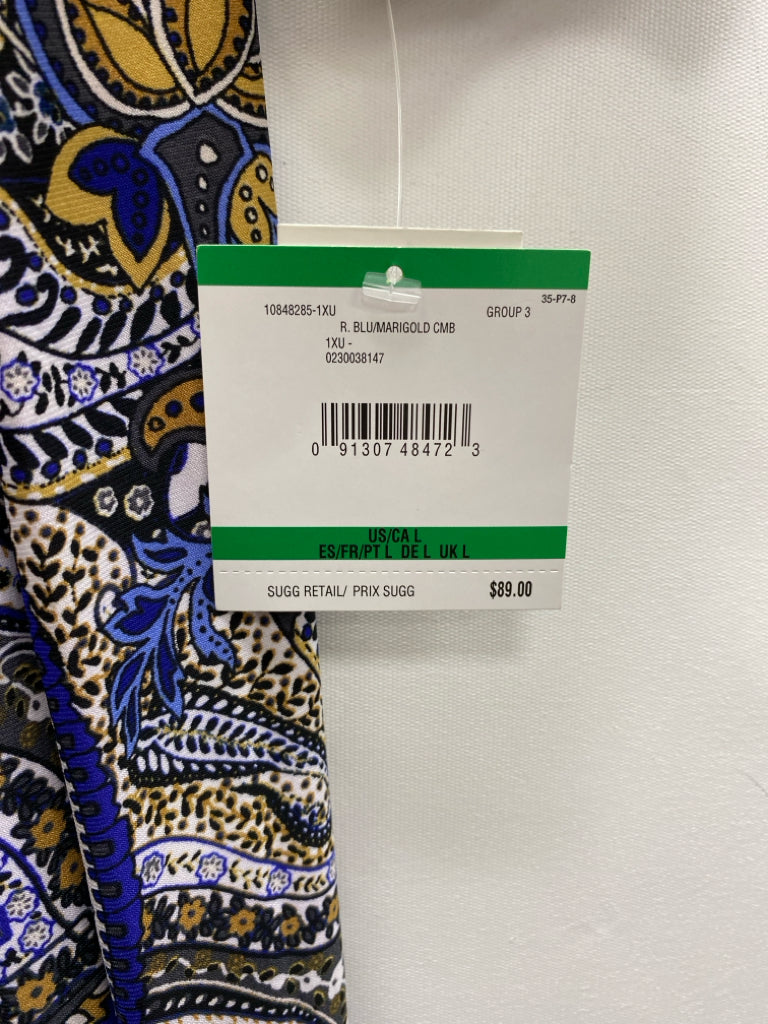 35-P7-8
10848285-1XU GROUP 3
R. BLU/MARIGOLD CMB
1XU -
0230038147
0 91307 48472 3
US/CA L
ES/FR/PT L DE L UK L
SUGG RETAIL/ PRIX SUGG $89.00